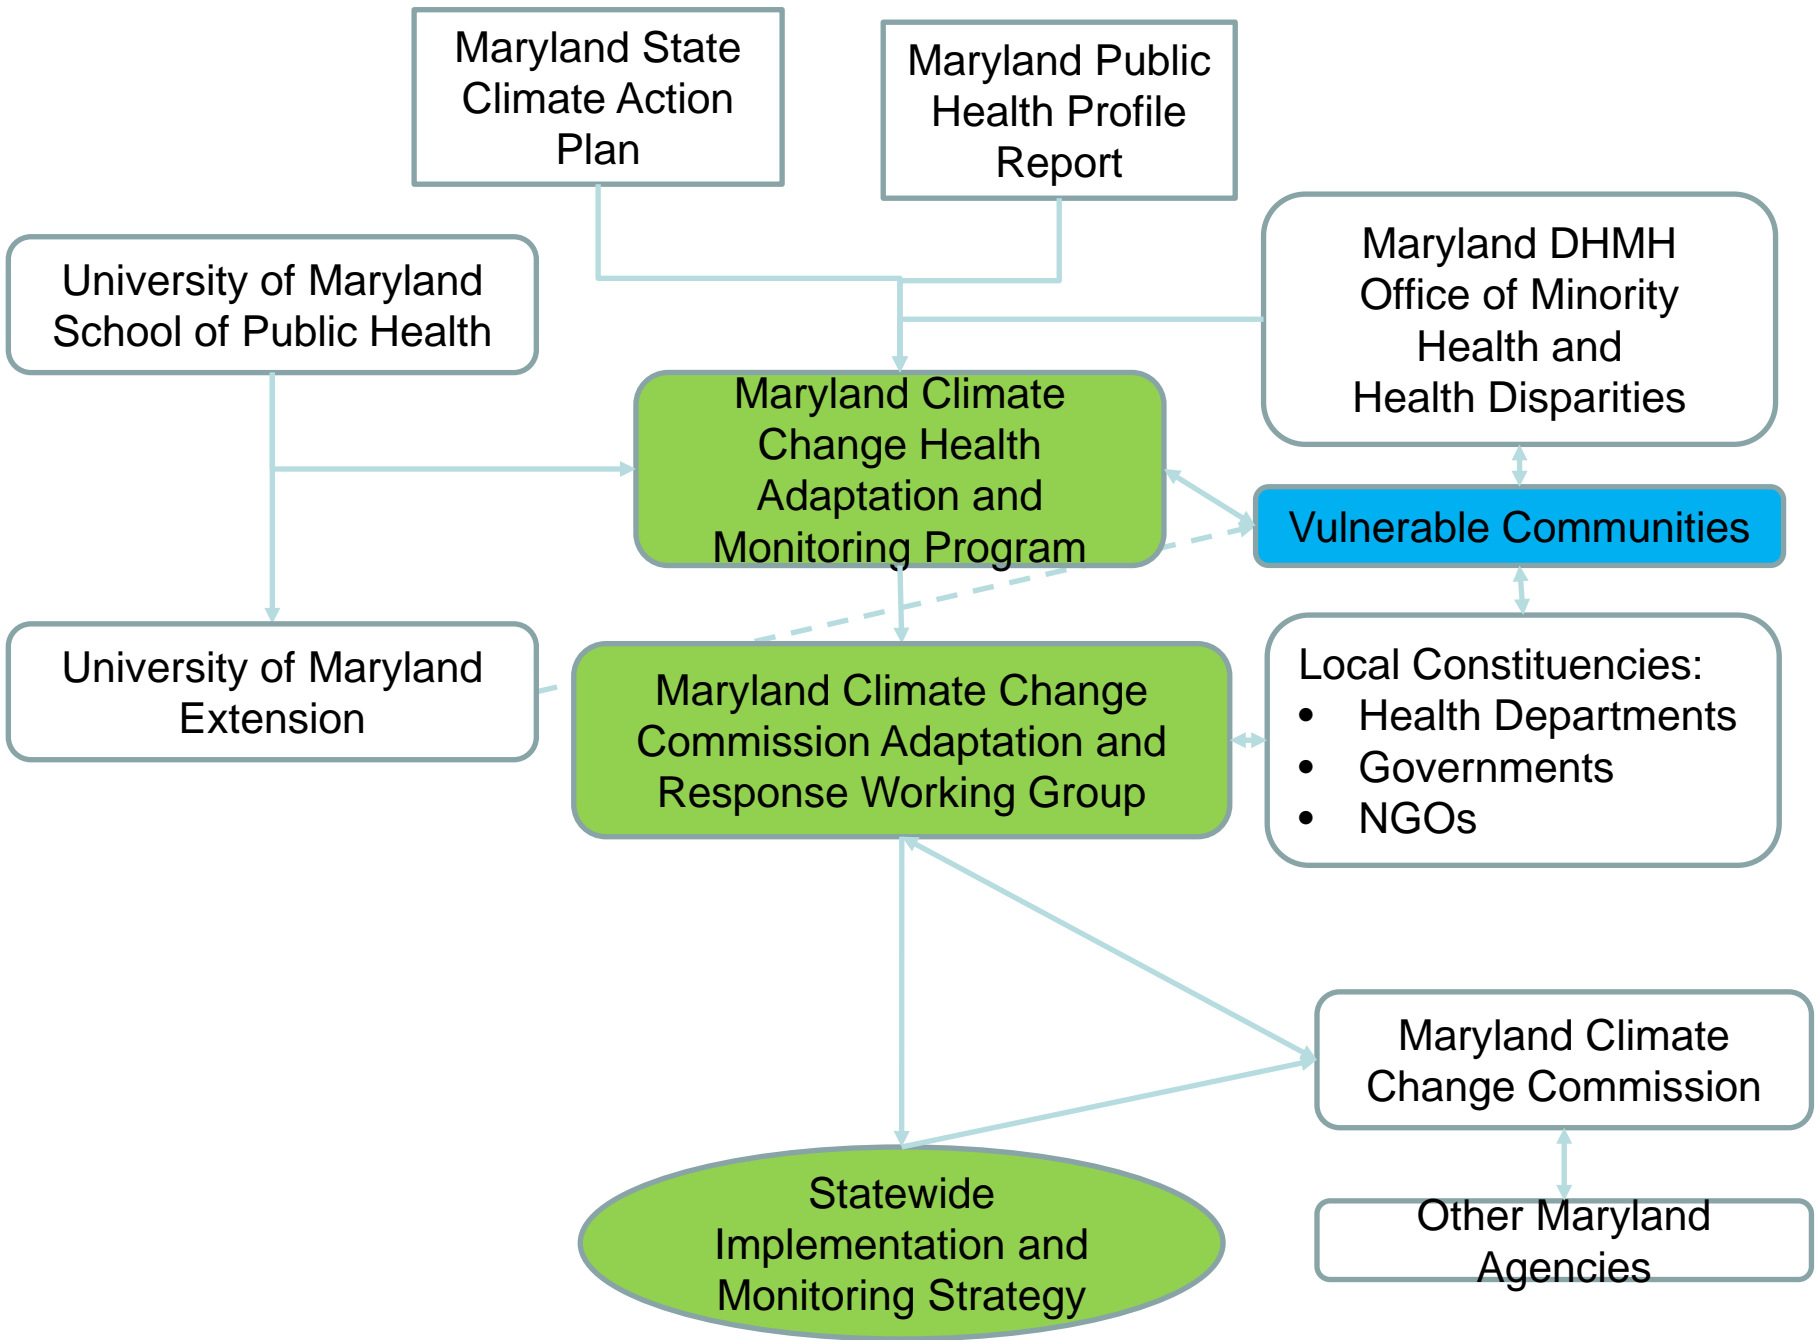 Maryland State
Climate Action
Plan
Maryland Public
Health Profile
Report
University of Maryland
School of Public Health
Maryland DHMH
Office of Minority
Health and
Health Disparities
Maryland Climate
Change Health
Adaptation and
Monitoring Program
Vulnerable Communities
University of Maryland
Extension
Maryland Climate Change
Commission Adaptation and
Response Working Group
Local Constituencies:
• Health Departments
• Governments
• NGOs
Maryland Climate
Change Commission
Statewide
Implementation and
Monitoring Strategy
Other Maryland
Agencies